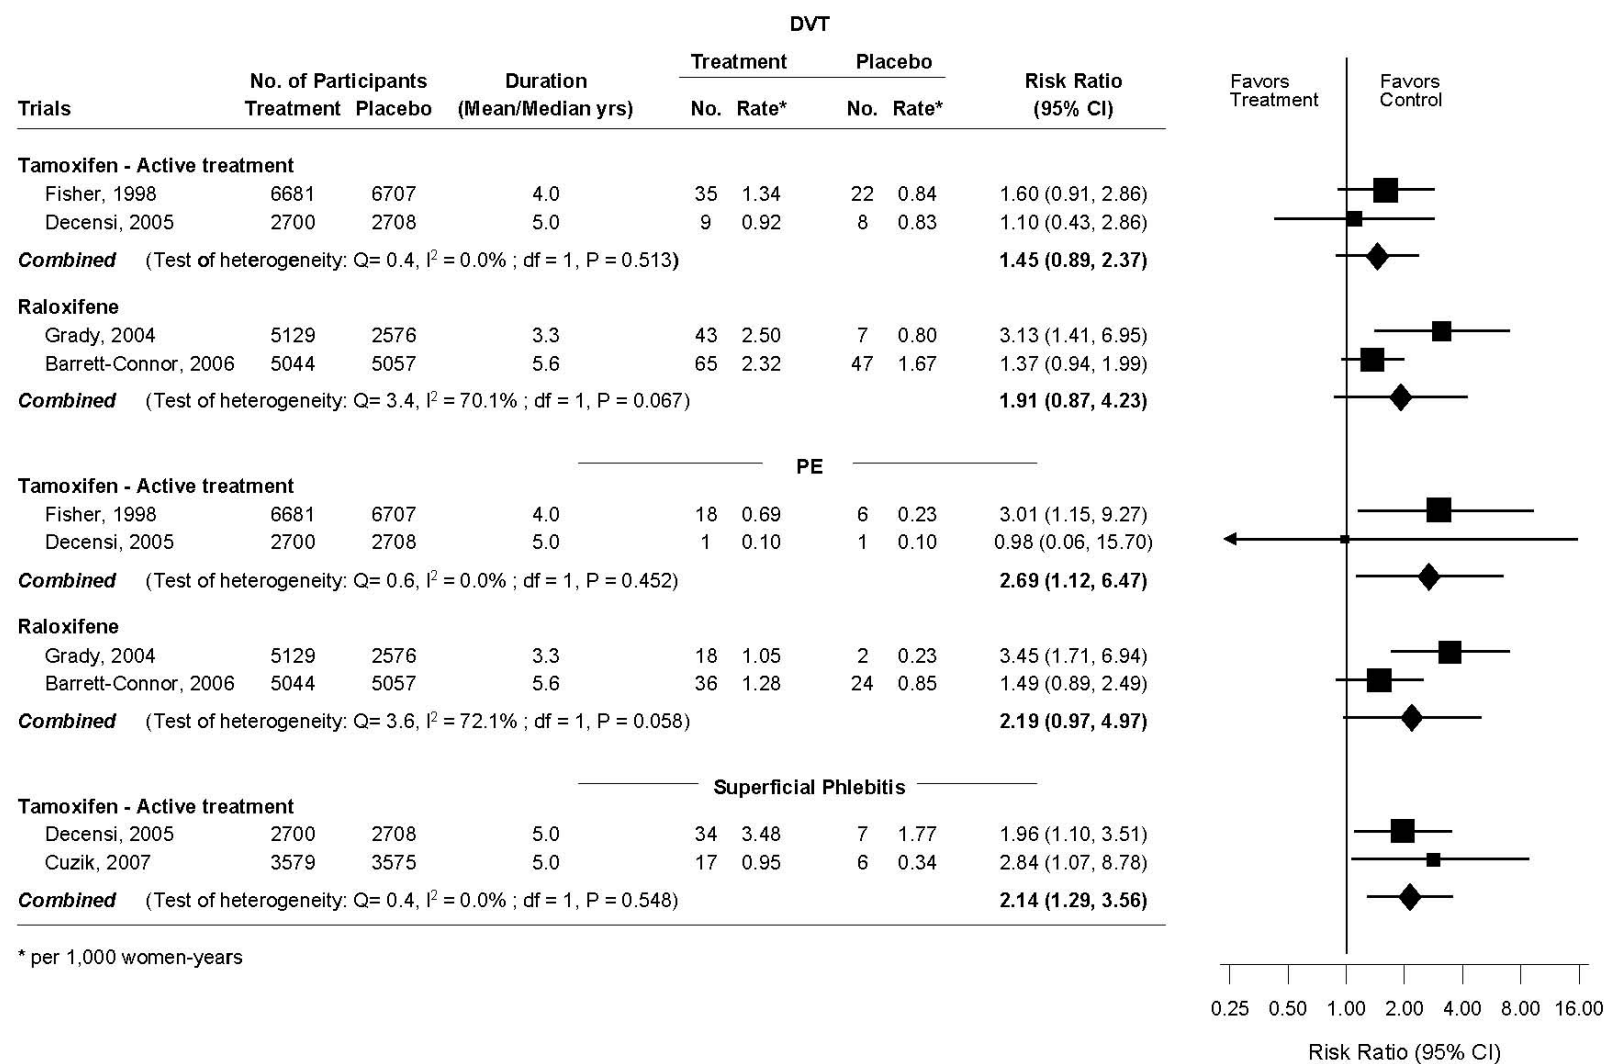 DVT
Treatment Placebo
No. of Participants Duration Risk Ratio Favors Favors
Trials Treatment Placebo (Mean/Median yrs) No. Rate* No. Rate* (95% CI) Treatment Control
Tamoxifen - Active treatment
Fisher, 1998 6681 6707 4.0 35 1.34 22 0.84 1.60 (0.91, 2.86)
Decensi, 2005 2700 2708 5.0 9 0.92 8 0.83 1.10 (0.43, 2.86)
Combined (Test of heterogeneity: Q= 0.4, I² = 0.0% ; df = 1, P = 0.513) 1.45 (0.89, 2.37)
Raloxifene
Grady, 2004 5129 2576 3.3 43 2.50 7 0.80 3.13 (1.41, 6.95)
Barrett-Connor, 2006 5044 5057 5.6 65 2.32 47 1.67 1.37 (0.94, 1.99)
Combined (Test of heterogeneity: Q= 3.4, I² = 70.1% ; df = 1, P = 0.067) 1.91 (0.87, 4.23)
PE
Tamoxifen - Active treatment
Fisher, 1998 6681 6707 4.0 18 0.69 6 0.23 3.01 (1.15, 9.27)
Decensi, 2005 2700 2708 5.0 1 0.10 1 0.10 0.98 (0.06, 15.70)
Combined (Test of heterogeneity: Q= 0.6, I² = 0.0% ; df = 1, P = 0.452) 2.69 (1.12, 6.47)
Raloxifene
Grady, 2004 5129 2576 3.3 18 1.05 2 0.23 3.45 (1.71, 6.94)
Barrett-Connor, 2006 5044 5057 5.6 36 1.28 24 0.85 1.49 (0.89, 2.49)
Combined (Test of heterogeneity: Q= 3.6, I² = 72.1% ; df = 1, P = 0.058) 2.19 (0.97, 4.97)
Superficial Phlebitis
Tamoxifen - Active treatment
Decensi, 2005 2700 2708 5.0 34 3.48 7 1.77 1.96 (1.10, 3.51)
Cuzik, 2007 3579 3575 5.0 17 0.95 6 0.34 2.84 (1.07, 8.78)
Combined (Test of heterogeneity: Q= 0.4, I² = 0.0% ; df = 1, P = 0.548) 2.14 (1.29, 3.56)
* per 1,000 women-years
0.25 0.50 1.00 2.00 4.00 8.00 16.00
Risk Ratio (95% CI)